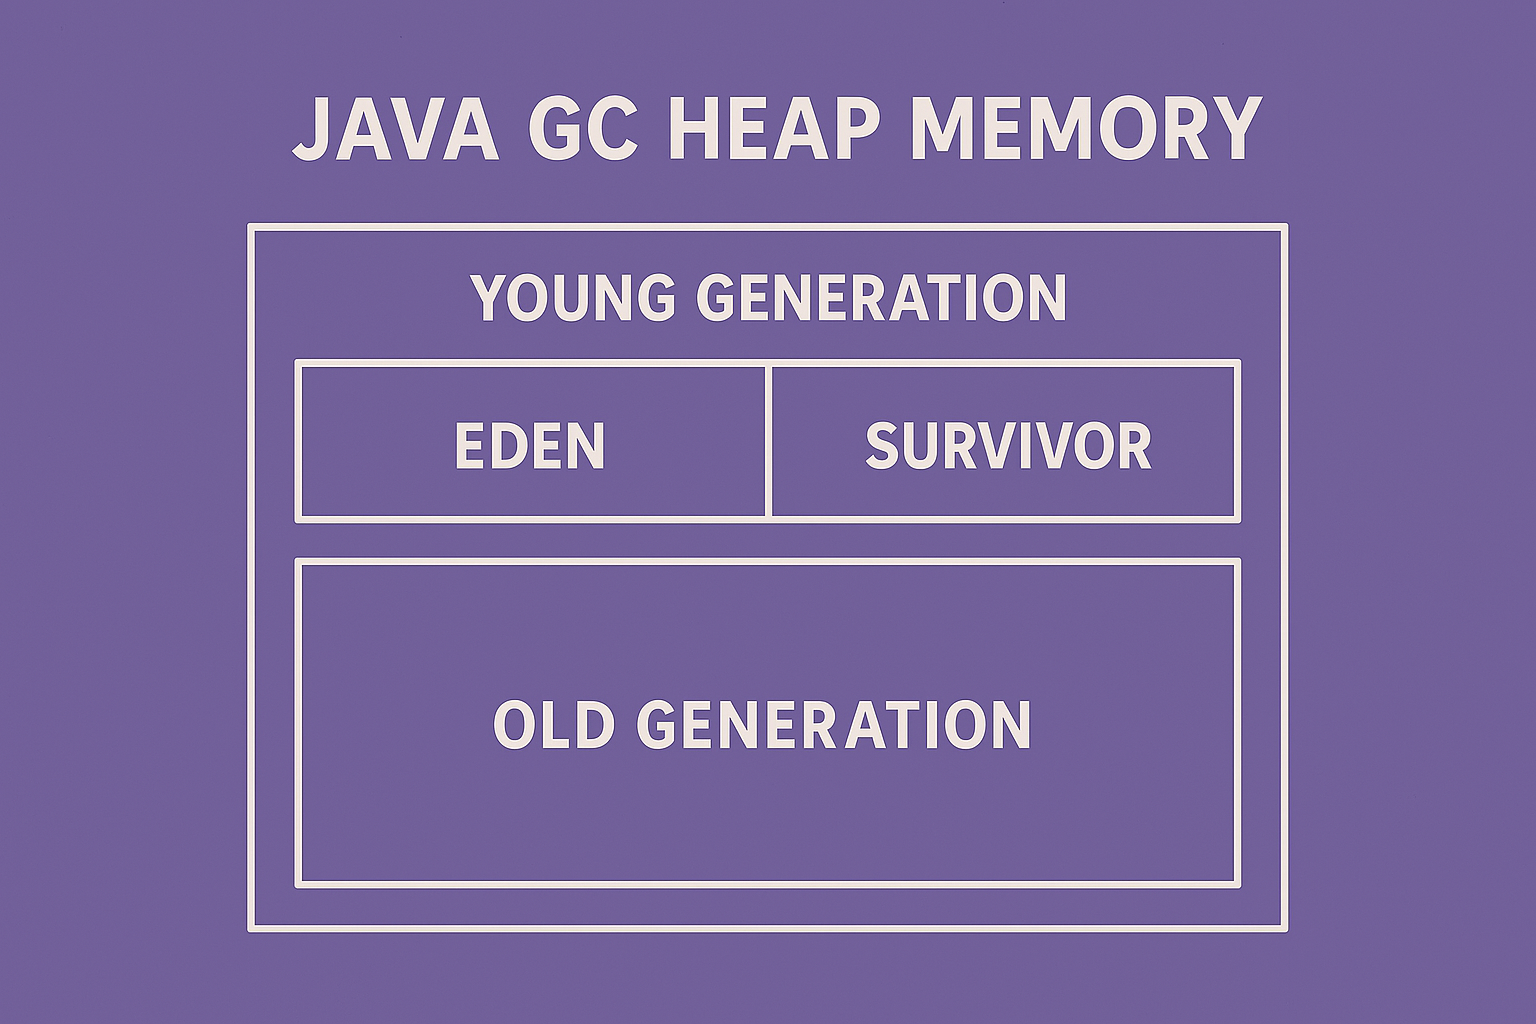 JAVA GC HEAP MEMORY
YOUNG GENERATION
EDEN
SURVIVOR
OLD GENERATION